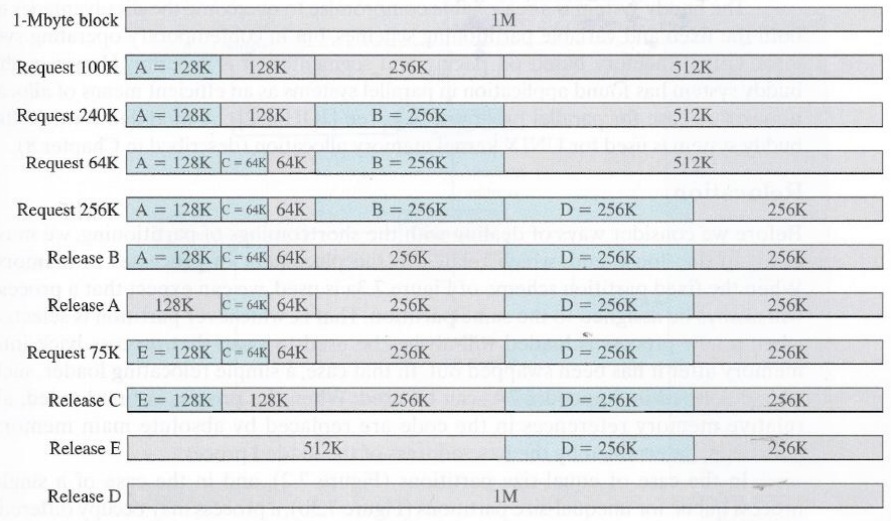 1-Mbyte block 1M
Request 100K A = 128K 128K 256K 512K
Request 240K A = 128K 128K B = 256K 512K
Request 64K A = 128K C = 64K 64K B = 256K 512K
Request 256K A = 128K C = 64K 64K B = 256K D = 256K 256K
Release B A = 128K C = 64K 64K 256K D = 256K 256K
Release A 128K C = 64K 64K 256K D = 256K 256K
Request 75K E = 128K C = 64K 64K 256K D = 256K 256K
Release C E = 128K 128K 256K D = 256K 256K
Release E 512K D = 256K 256K
Release D 1M